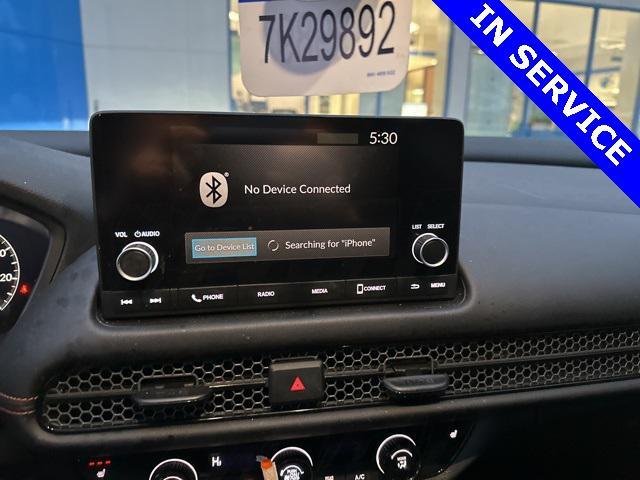 7K29892
IN SERVICE
5:30
No Device Connected
VOL AUDIO
LIST SELECT
Go to Device List
Searching for "iPhone"
PHONE
RADIO
MEDIA
CONNECT
MENU
20
A/C